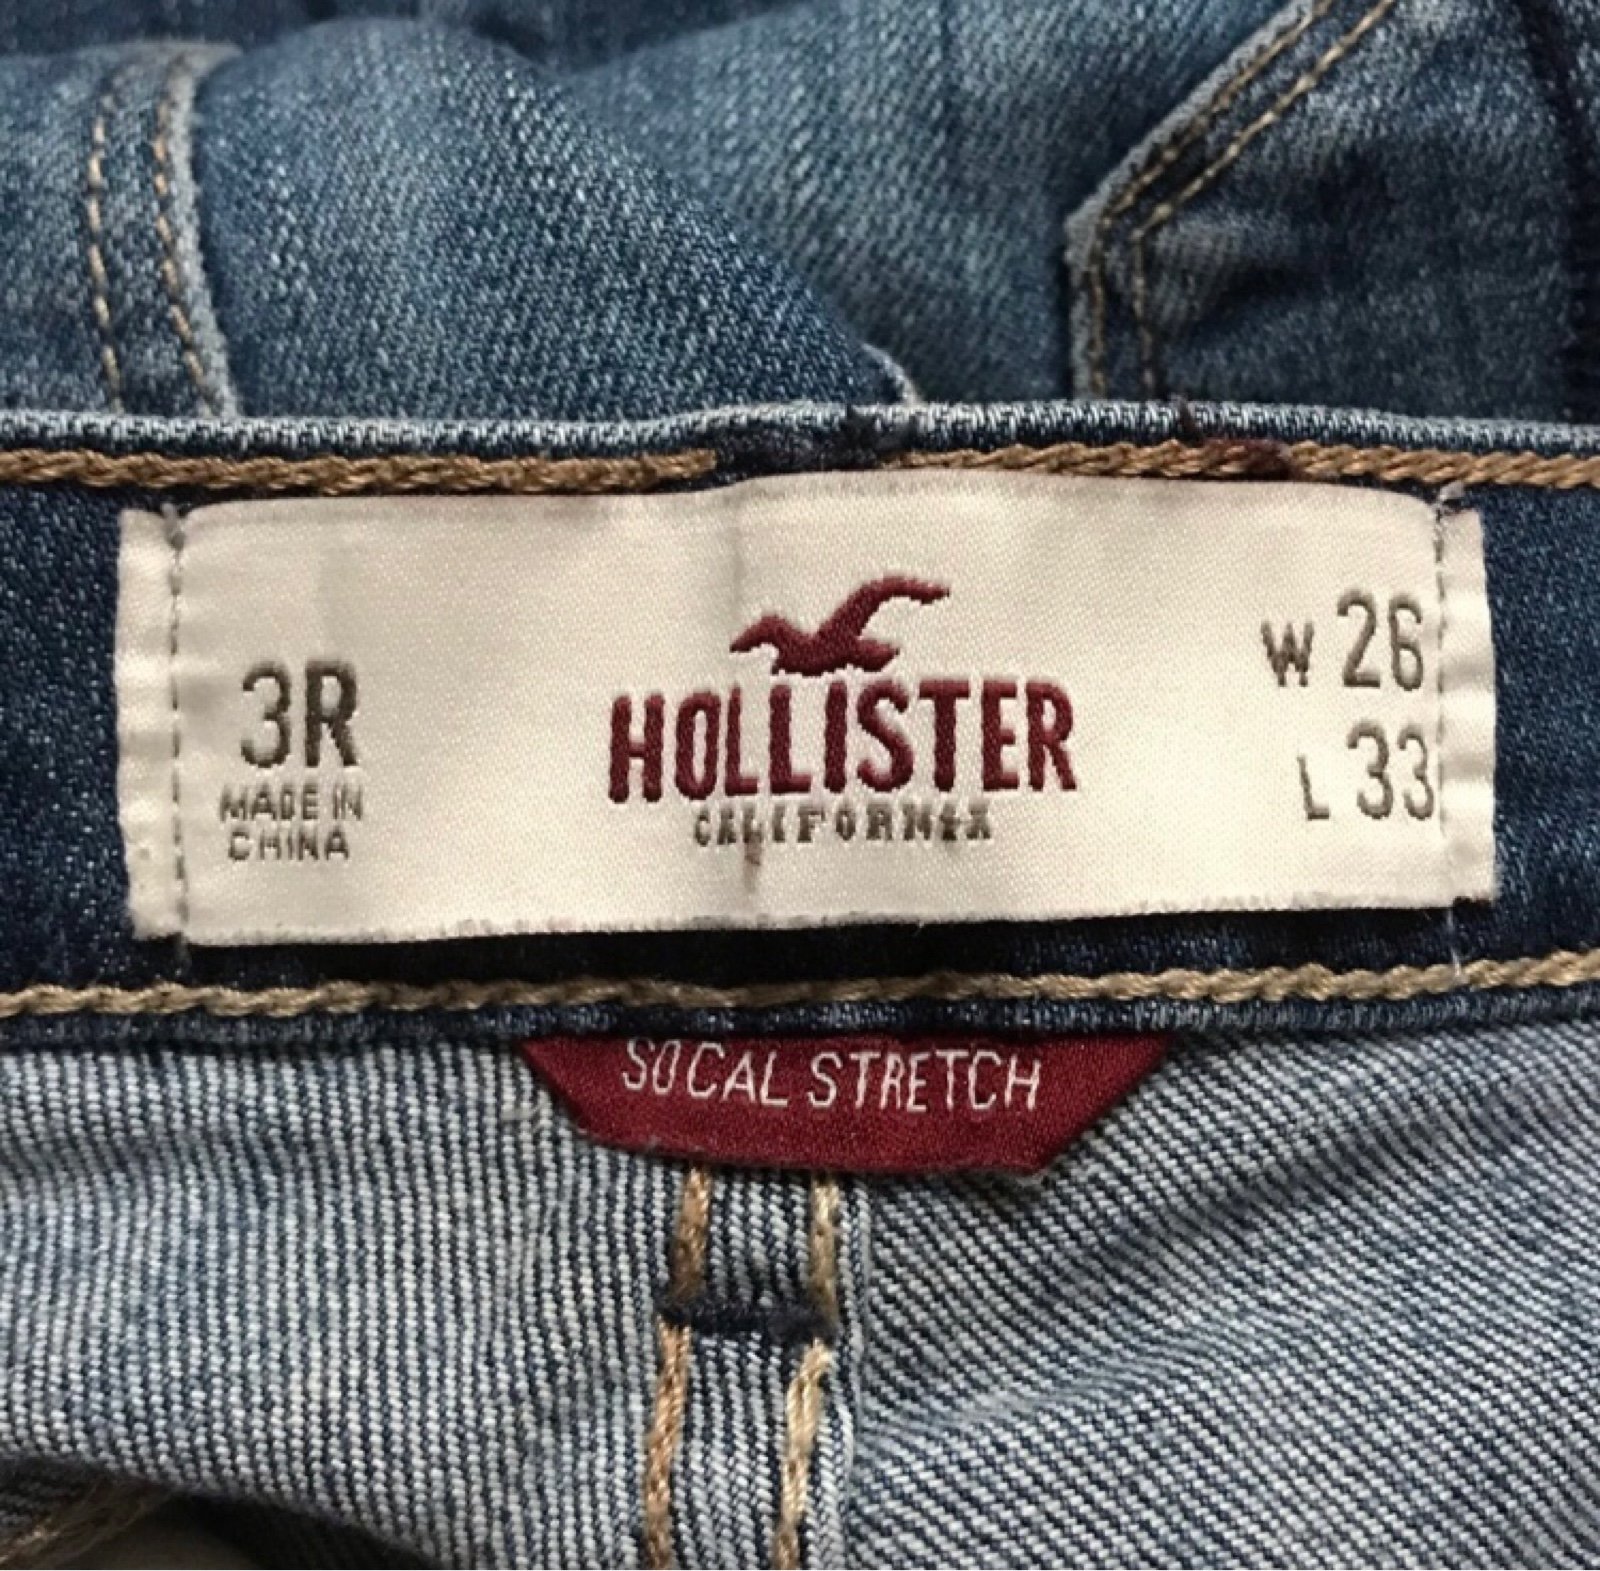 3R
MADE IN
CHINA
HOLLISTER
CALIFORNIA
W 26
L 33
SOCAL STRETCH